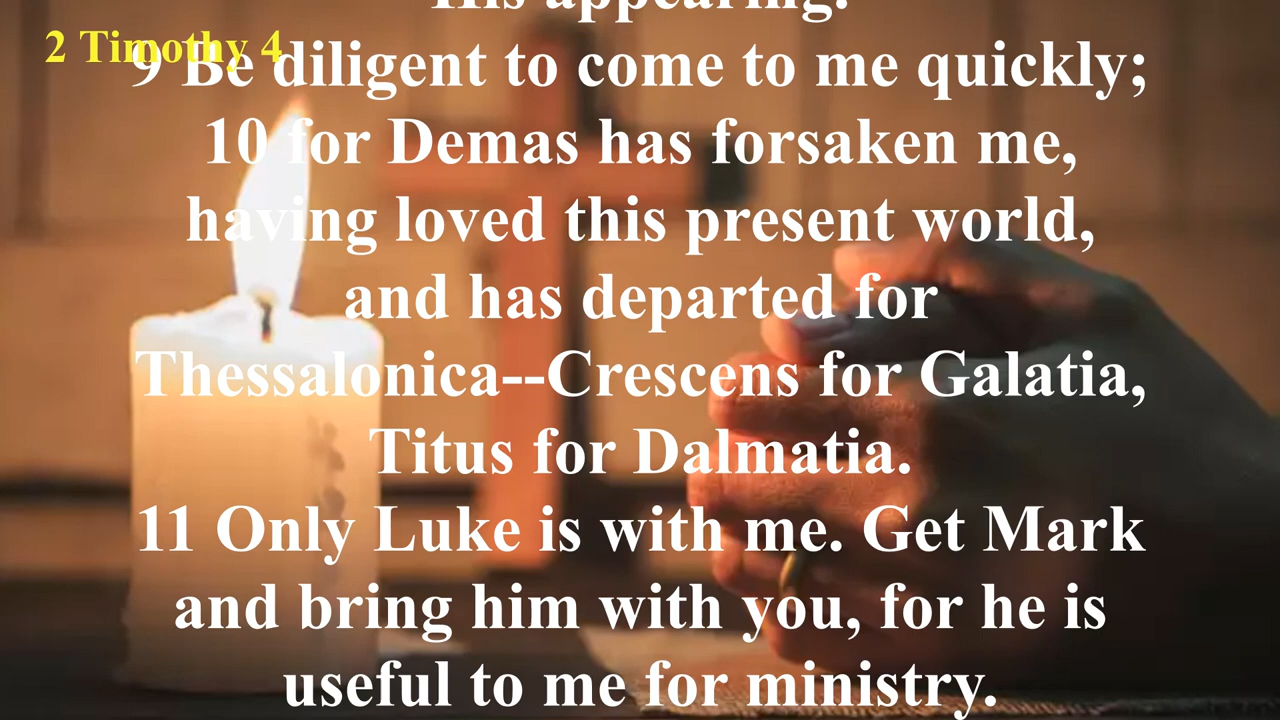 His appearing.
2 Timothy 4
9 Be diligent to come to me quickly;
10 for Demas has forsaken me,
having loved this present world,
and has departed for
Thessalonica--Crescens for Galatia,
Titus for Dalmatia.
11 Only Luke is with me. Get Mark
and bring him with you, for he is
useful to me for ministry.